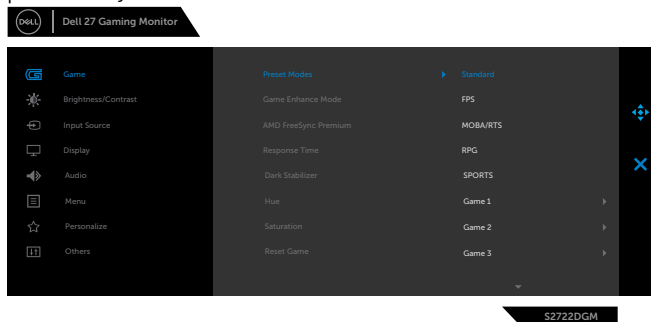 DELL Dell 27 Gaming Monitor
Game Preset Modes Standard
Brightness/Contrast Game Enhance Mode FPS
Input Source AMD FreeSync Premium MOBA/RTS
Display Response Time RPG
Audio Dark Stabilizer SPORTS
Menu Hue Game 1
Personalize Saturation Game 2
Others Reset Game Game 3
S2722DGM